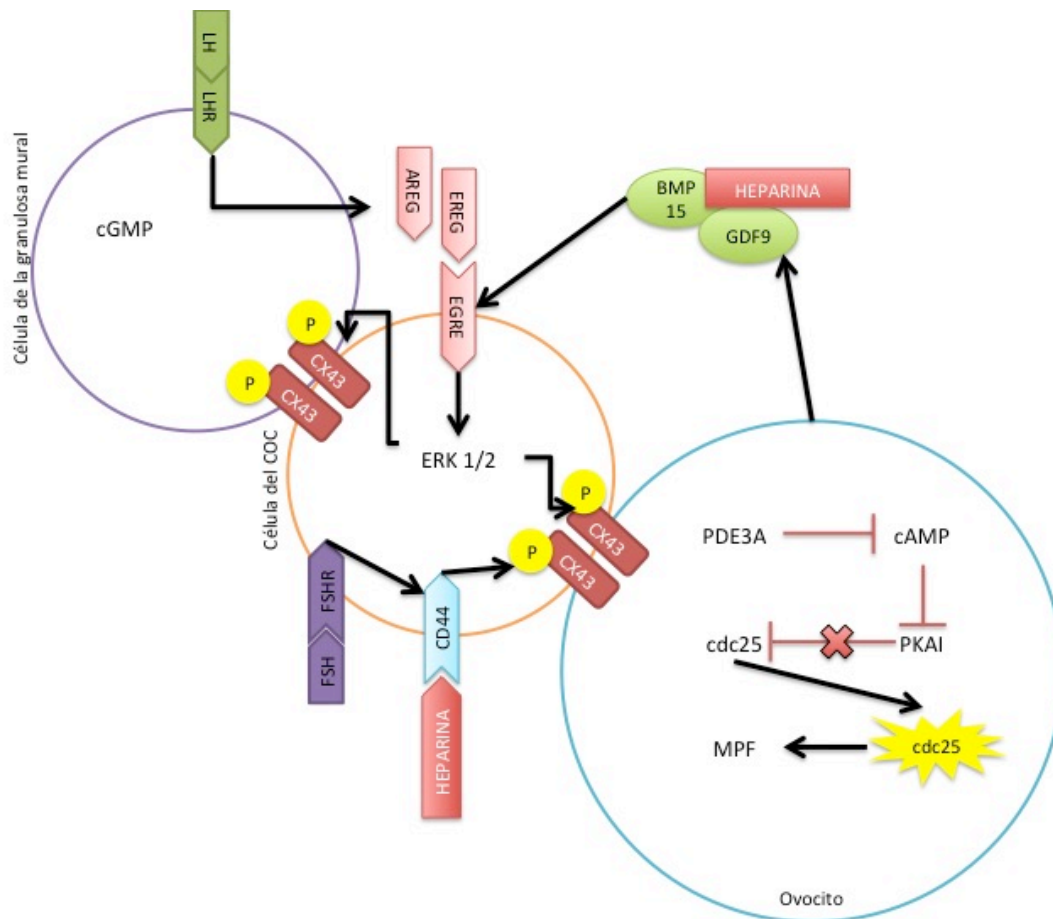 LH
LHR
Célula de la granulosa mural
cGMP
AREG
EREG
EGRE
BMP
15
HEPARINA
GDF9
P
CX43
P
CX43
Célula del COC
ERK 1/2
P
CX43
P
CX43
FSHR
FSH
CD44
HEPARINA
PDE3A
cAMP
cdc25
PKAI
MPF
cdc25
Ovocito